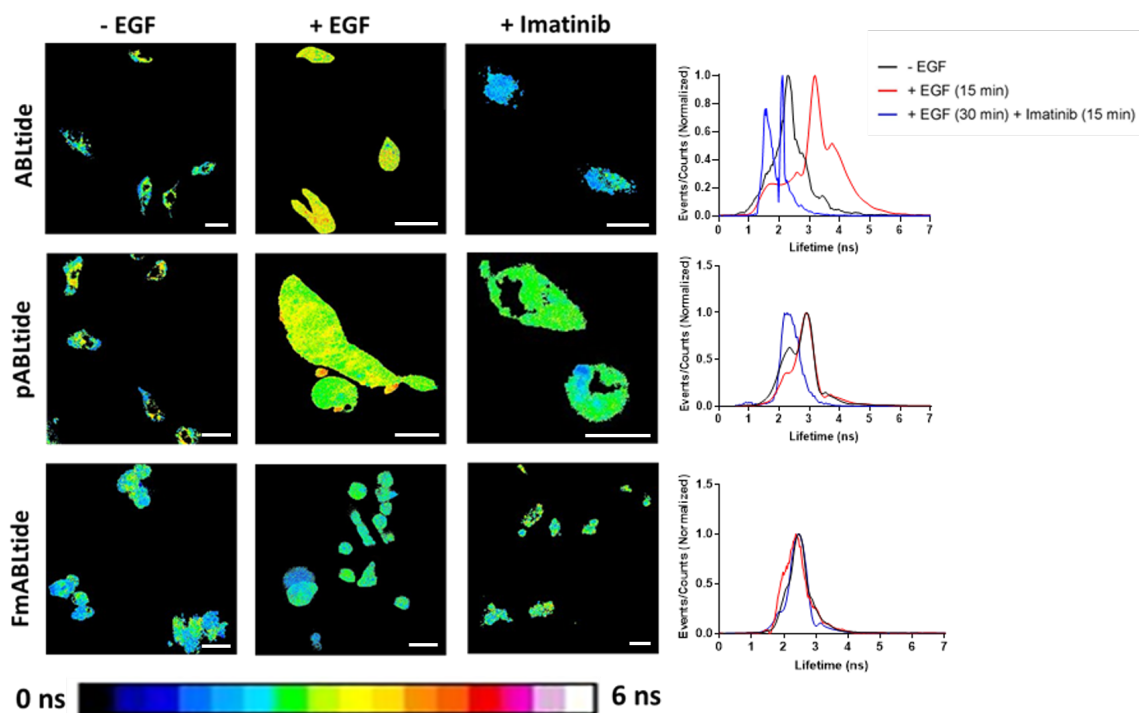 - EGF
+ EGF
+ Imatinib
ABLtide
pABLtide
FmABLtide
- EGF
+ EGF (15 min)
+ EGF (30 min) + Imatinib (15 min)
Events/Counts (Normalized)
1.0
0.8
0.6
0.4
0.2
0.0
0 1 2 3 4 5 6 7
Lifetime (ns)
Events/Counts (Normalized)
1.5
1.0
0.5
0.0
0 1 2 3 4 5 6 7
Lifetime (ns)
Events/Counts (Normalized)
1.5
1.0
0.5
0.0
0 1 2 3 4 5 6 7
Lifetime (ns)
0 ns
6 ns